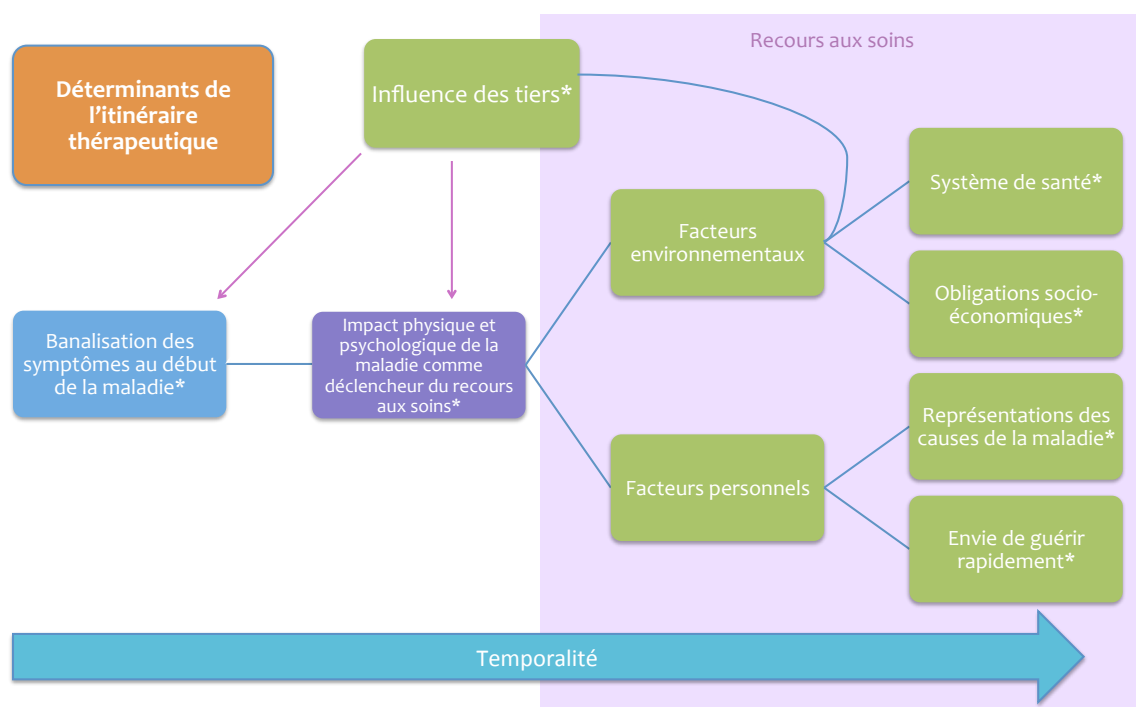 Recours aux soins
Déterminants de
l'itinéraire
thérapeutique
Influence des tiers*
Système de santé*
Facteurs
environnementaux
Obligations socio-
économiques*
Banalisation des
symptômes au début
de la maladie*
Impact physique et
psychologique de la
maladie comme
déclencheur du recours
aux soins*
Représentations des
causes de la maladie*
Facteurs personnels
Envie de guérir
rapidement*
Temporalité